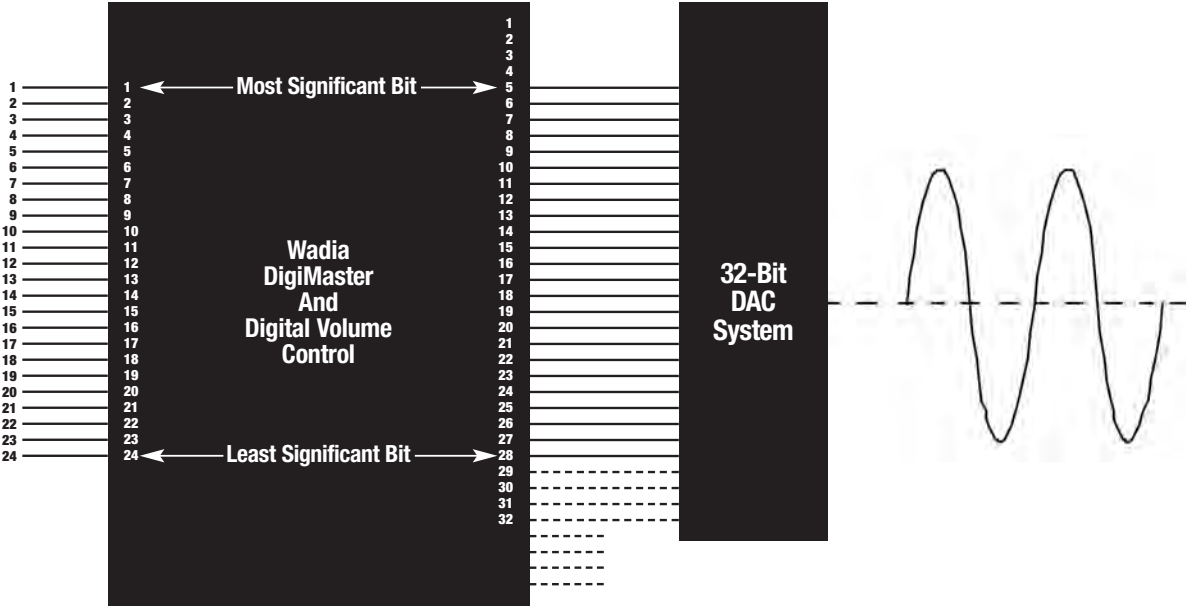 1
2
3
4
1 1 Most Significant Bit 5
2 2 6
3 3 7
4 4 8
5 5 9
6 6 10
7 7 11
8 8 12
9 9 13
10 10 14
11 11 15
12 12 16
13 13 17
14 14 18
15 15 19
16 16 20
17 17 21
18 18 22
19 19 23
20 20 24
21 21 25
22 22 26
23 23 27
24 24 Least Significant Bit 28
29
30
31
32
Wadia
DigiMaster
And
Digital Volume
Control
32-Bit
DAC
System